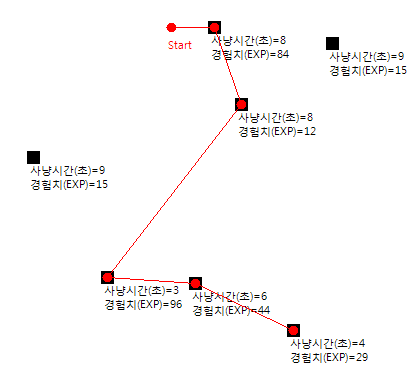 사냥시간(초)=8
경험치(EXP)=84
Start
사냥시간(초)=9
경험치(EXP)=15
사냥시간(초)=8
경험치(EXP)=12
사냥시간(초)=9
경험치(EXP)=15
사냥시간(초)=3
경험치(EXP)=96
사냥시간(초)=6
경험치(EXP)=44
사냥시간(초)=4
경험치(EXP)=29